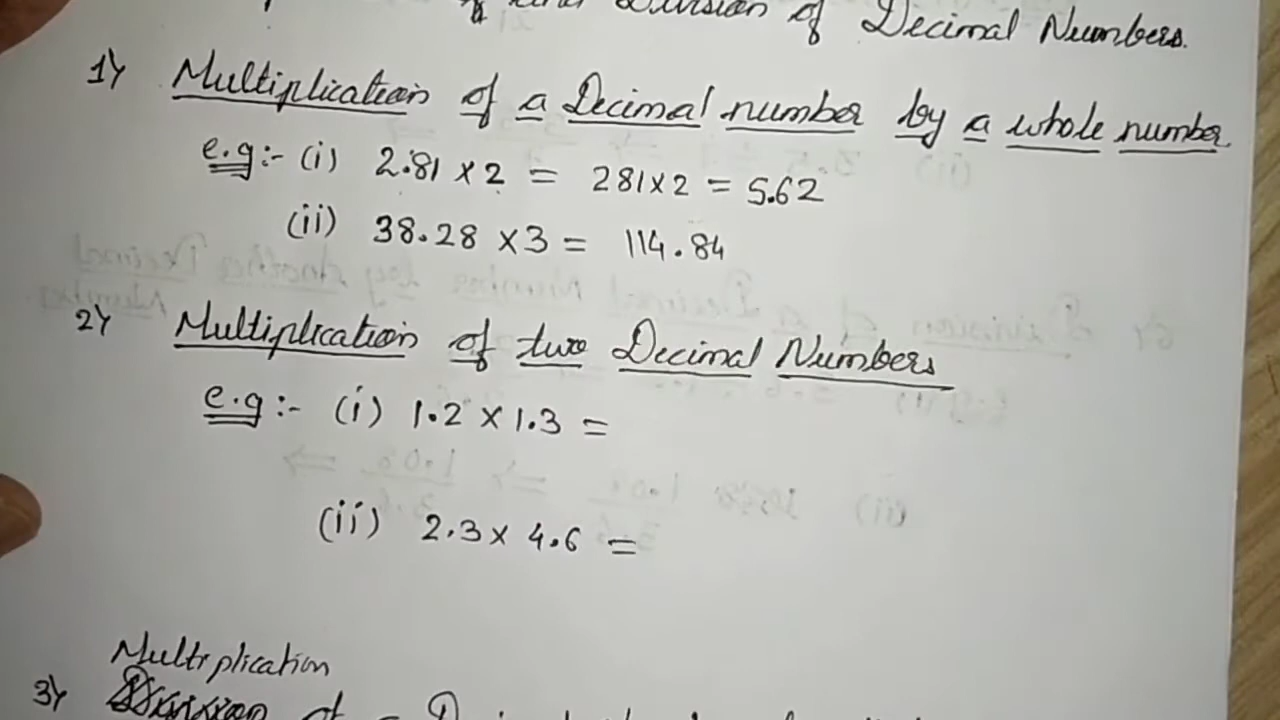 Division of Decimal Numbers.
1) Multiplication of a Decimal number by a whole number
e.g:- (i) 2.81 x 2 = 281 x 2 = 5.62
(ii) 38.28 x 3 = 114.84
2) Multiplication of two Decimal Numbers
e.g:- (i) 1.2 x 1.3 =
(ii) 2.3 x 4.6 =
Multiplication
3) of a